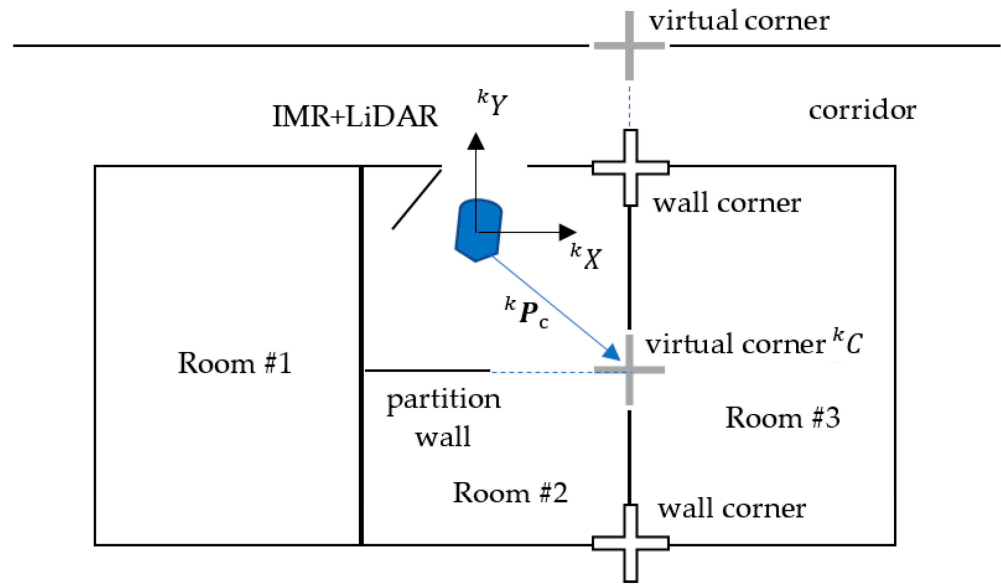 virtual corner
IMR+LiDAR
ᵏY
corridor
wall corner
ᵏX
ᵏP_c
virtual corner ᵏC
Room #1
partition
wall
Room #3
Room #2
wall corner